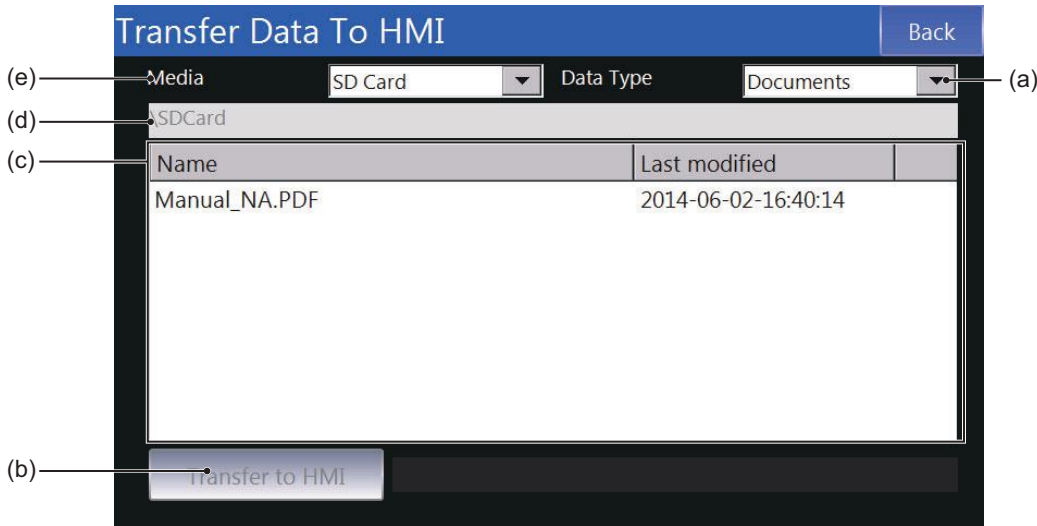 Transfer Data To HMI Back
(e) Media SD Card Data Type Documents (a)
(d) \SDCard
(c) Name Last modified
Manual_NA.PDF 2014-06-02-16:40:14
(b) Transfer to HMI